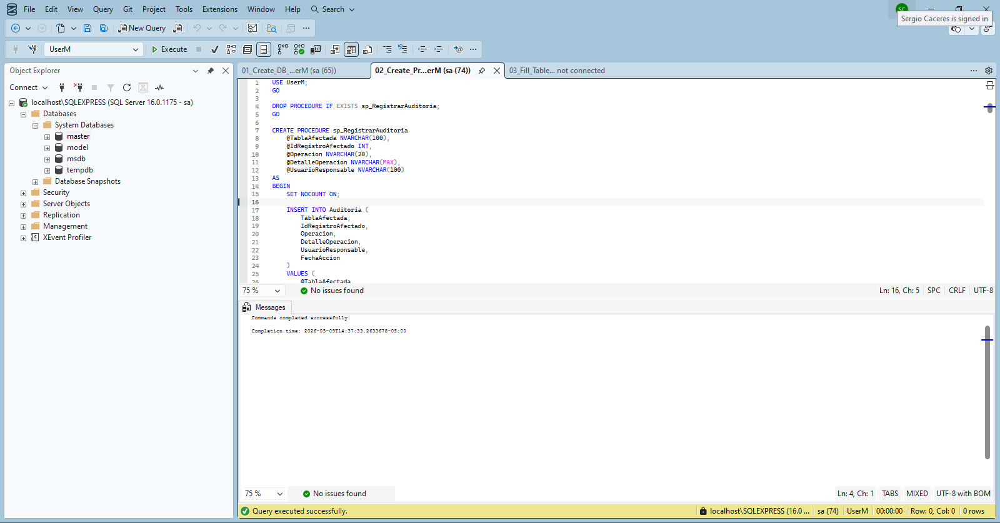 File Edit View Query Git Project Tools Extensions Window Help Search
SC
Sergio Caceres is signed in
New Query
UserM Execute
Object Explorer
Connect
localhost\SQLEXPRESS (SQL Server 16.0.1175 - sa)
Databases
System Databases
master
model
msdb
tempdb
Database Snapshots
Security
Server Objects
Replication
Management
XEvent Profiler
01_Create_DB_...erM (sa (65)) 02_Create_Pr...erM (sa (74)) 03_Fill_Table... not connected
1 USE UserM;
2 GO
3
4 DROP PROCEDURE IF EXISTS sp_RegistrarAuditoria;
5 GO
6
7 CREATE PROCEDURE sp_RegistrarAuditoria
8 @TablaAfectada NVARCHAR(100),
9 @IdRegistroAfectado INT,
10 @Operacion NVARCHAR(20),
11 @DetalleOperacion NVARCHAR(MAX),
12 @UsuarioResponsable NVARCHAR(100)
13 AS
14 BEGIN
15 SET NOCOUNT ON;
16
17 INSERT INTO Auditoria (
18 TablaAfectada,
19 IdRegistroAfectado,
20 Operacion,
21 DetalleOperacion,
22 UsuarioResponsable,
23 FechaAccion
24 )
25 VALUES (
26 @TablaAfectada
75 % No issues found Ln: 16, Ch: 5 SPC CRLF UTF-8
Messages
Commands completed successfully.
Completion time: 2026-05-09T14:37:33.2633678-05:00
75 % No issues found Ln: 4, Ch: 1 TABS MIXED UTF-8 with BOM
Query executed successfully. localhost\SQLEXPRESS (16.0 ... sa (74) UserM 00:00:00 Row: 0, Col: 0 0 rows